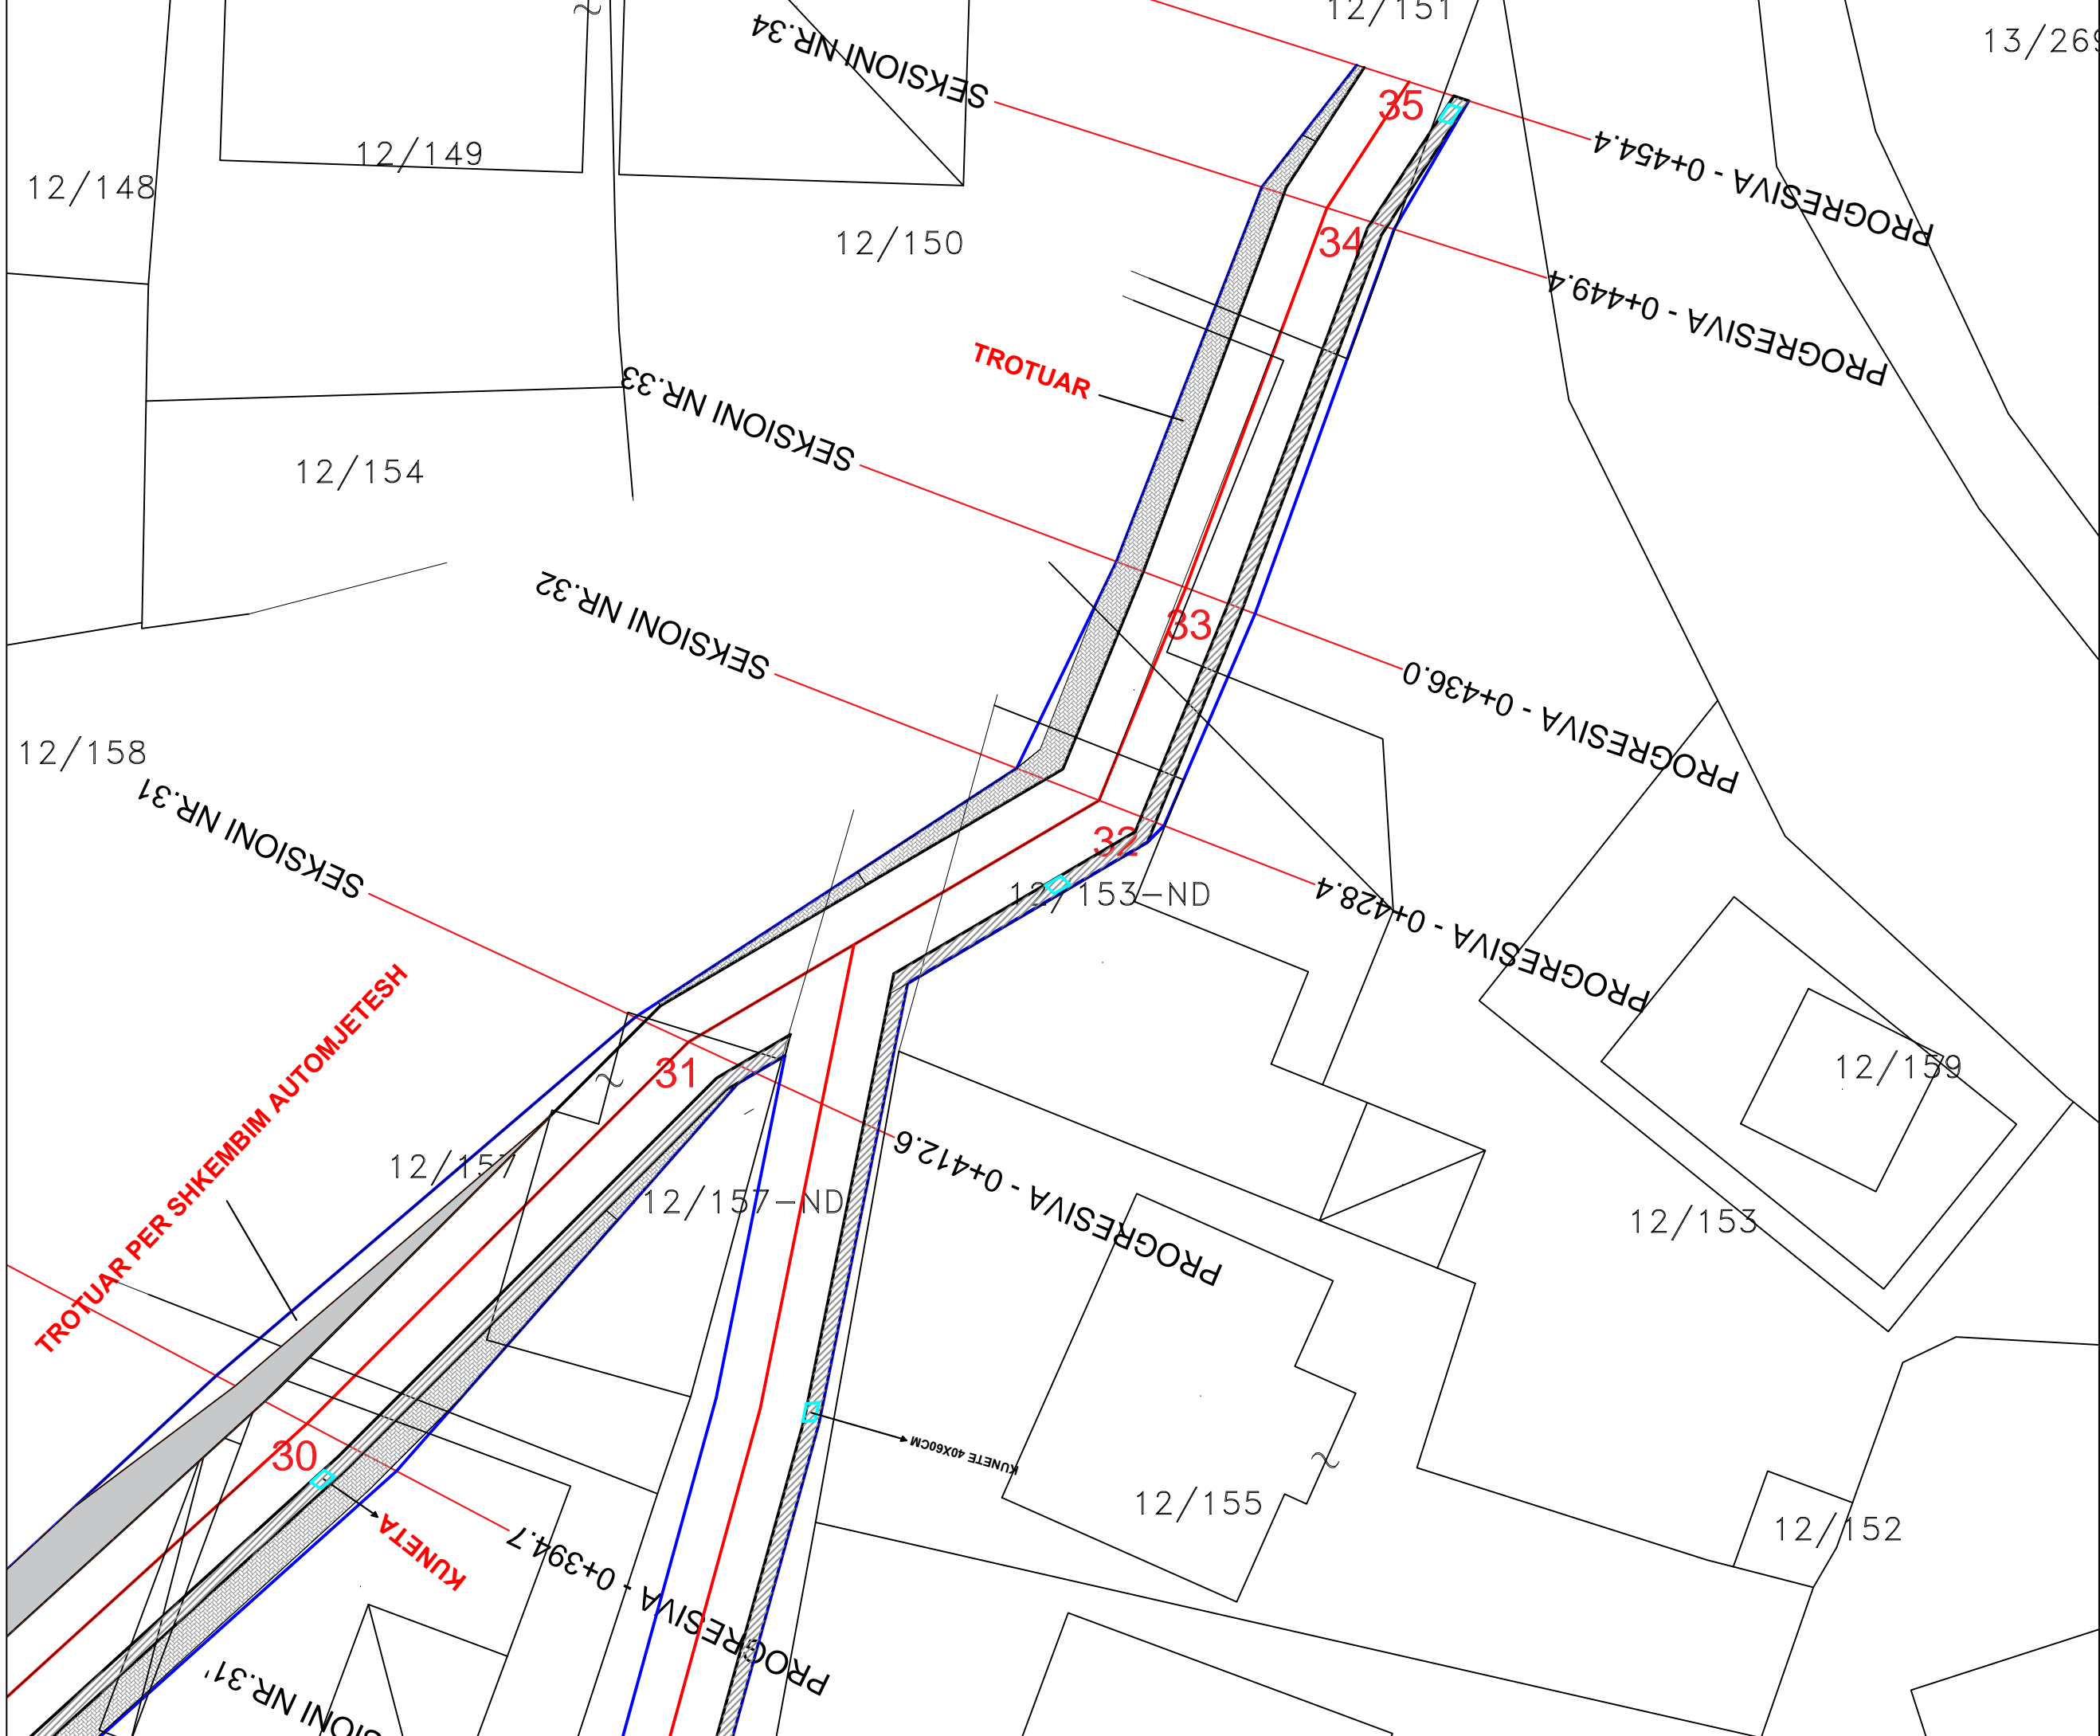 12/151
13/269
SEKSIONI NR.34
35
PROGRESIVA - 0+454.4
12/149
12/148
12/150
34
PROGRESIVA - 0+449.4
TROTUAR
SEKSIONI NR.33
12/154
SEKSIONI NR.32
33
PROGRESIVA - 0+436.0
12/158
SEKSIONI NR.31
32
12/153-ND
PROGRESIVA - 0+428.4
TROTUAR PER SHKEMBIM AUTOMJETESH
31
12/159
PROGRESIVA - 0+412.6
12/157
12/157-ND
12/153
30
KUNETE 40X60CM
12/155
12/152
KUNETA
PROGRESIVA - 0+394.7
SIONI NR.31'